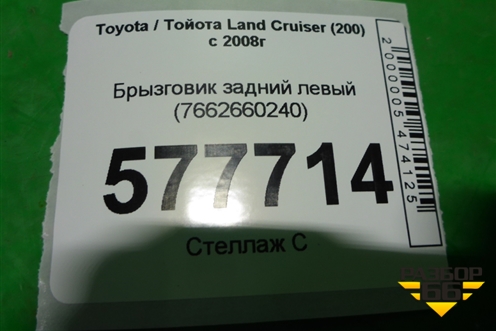 Toyota / Тойота Land Cruiser (200)
с 2008г
Брызговик задний левый
(7662660240)
577714
Стеллаж С
2000005474125
РАЗБОР
66